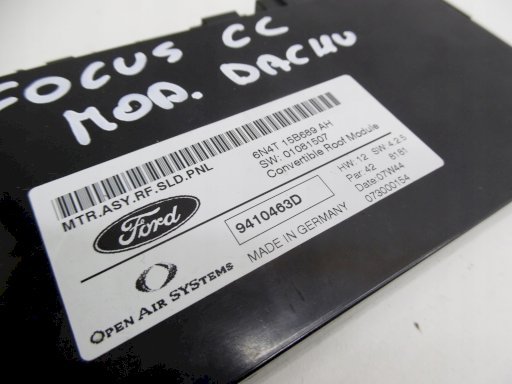 FOCUS CC
MOD. DACHU
MTR.ASY.RF.SLD.PNL
6N4T 15B689 AH
SW: 01081507
Convertible Roof Module
Ford
9410463D
MADE IN GERMANY
HW: 12 SW 4.2.5
Par: 42 8181
Date 07W44
073000154
OPEN AIR SYSTEMS